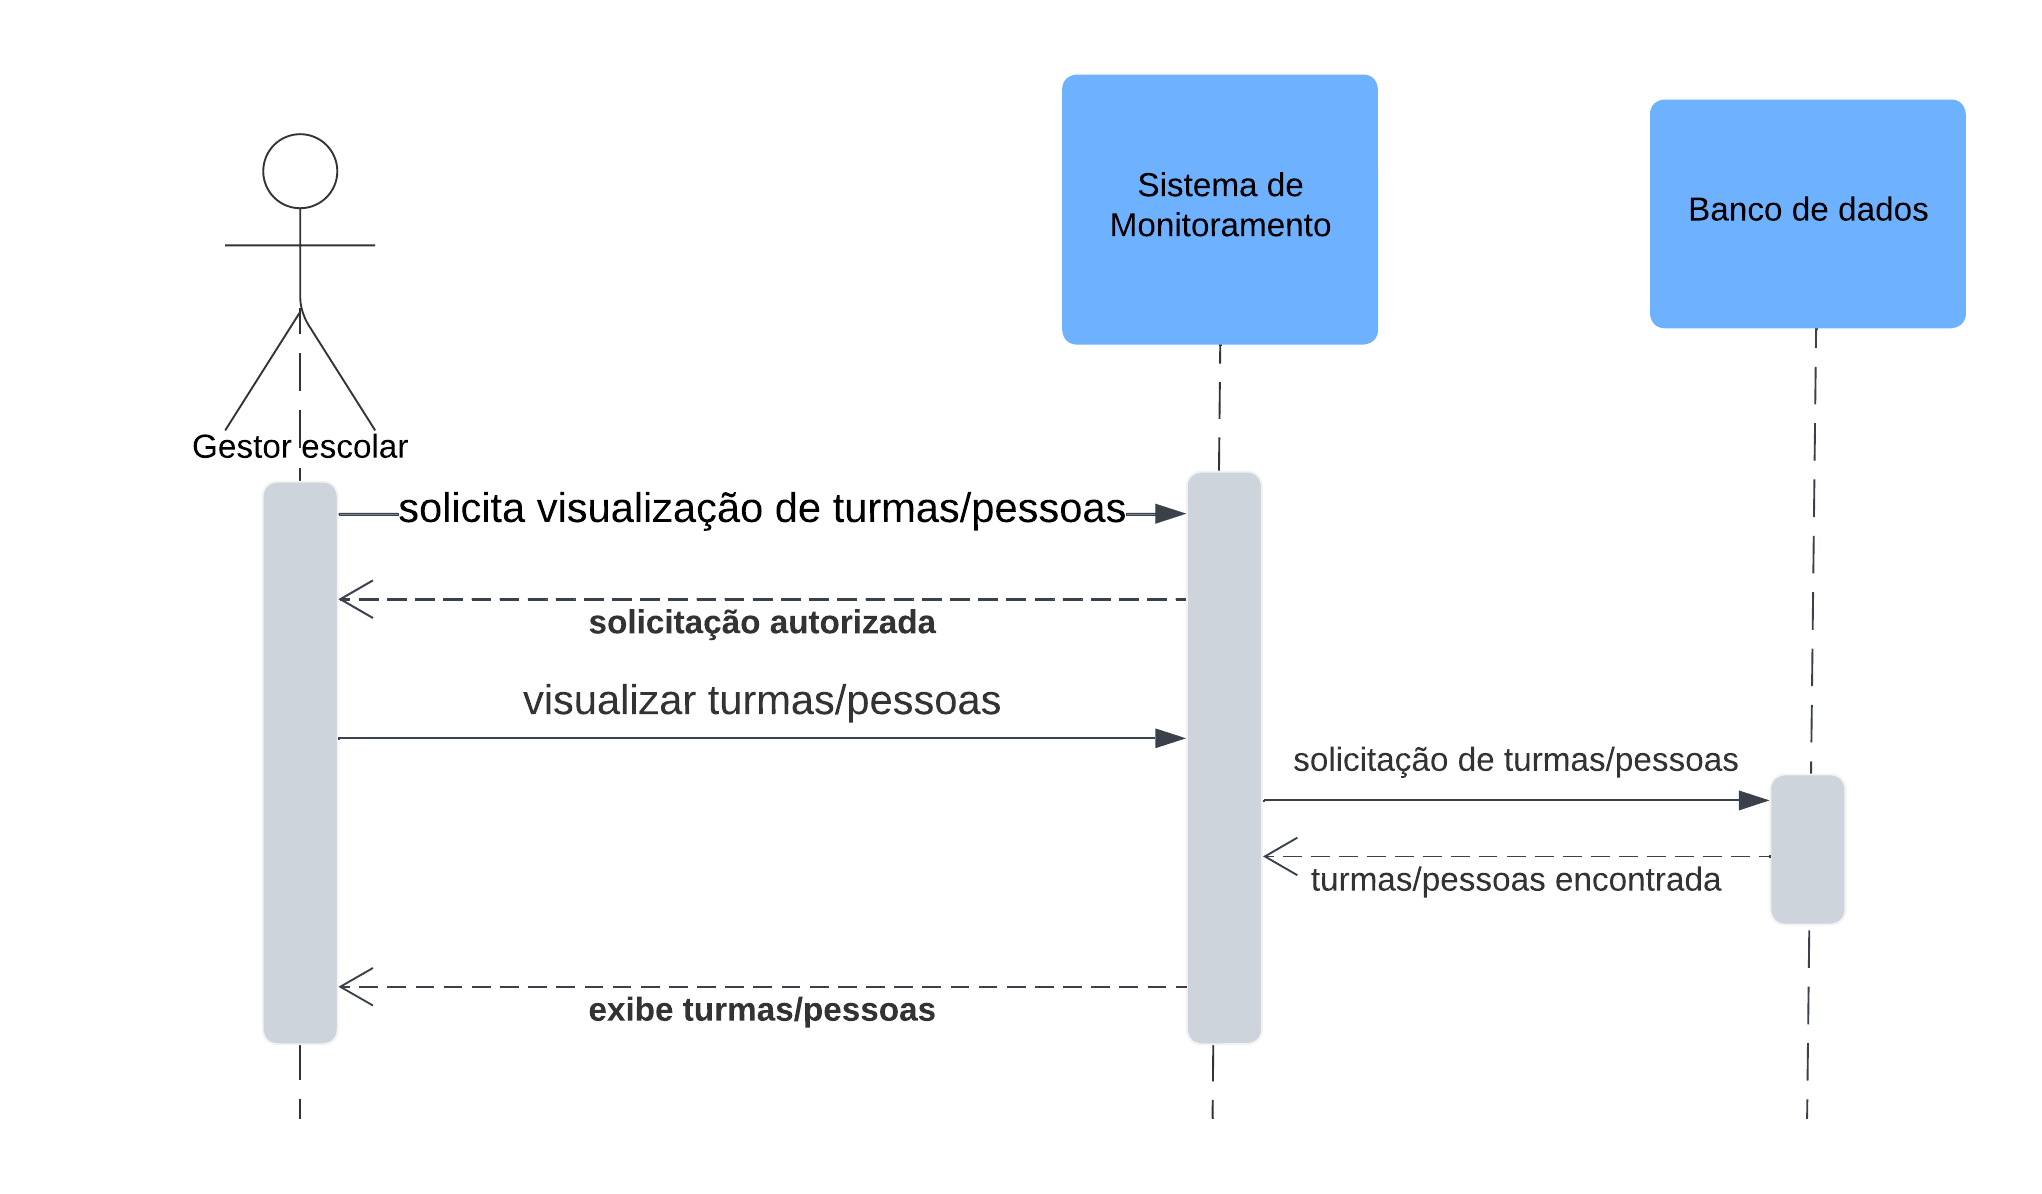 Sistema de
Monitoramento
Banco de dados
Gestor escolar
solicita visualização de turmas/pessoas
solicitação autorizada
visualizar turmas/pessoas
solicitação de turmas/pessoas
turmas/pessoas encontrada
exibe turmas/pessoas